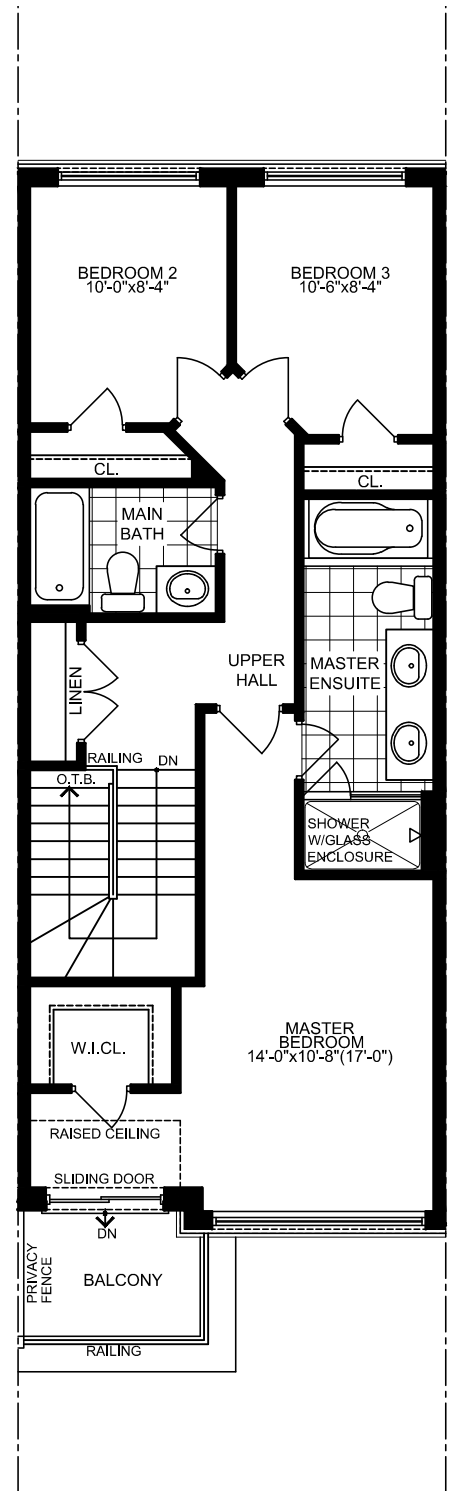 BEDROOM 2
10'-0"x8'-4"
BEDROOM 3
10'-6"x8'-4"
CL.
CL.
MAIN
BATH
LINEN
UPPER
HALL
MASTER
ENSUITE
RAILING
DN
O.T.B.
SHOWER
W/GLASS
ENCLOSURE
W.I.CL.
MASTER
BEDROOM
14'-0"x10'-8"(17'-0")
RAISED CEILING
SLIDING DOOR
DN
PRIVACY
FENCE
BALCONY
RAILING